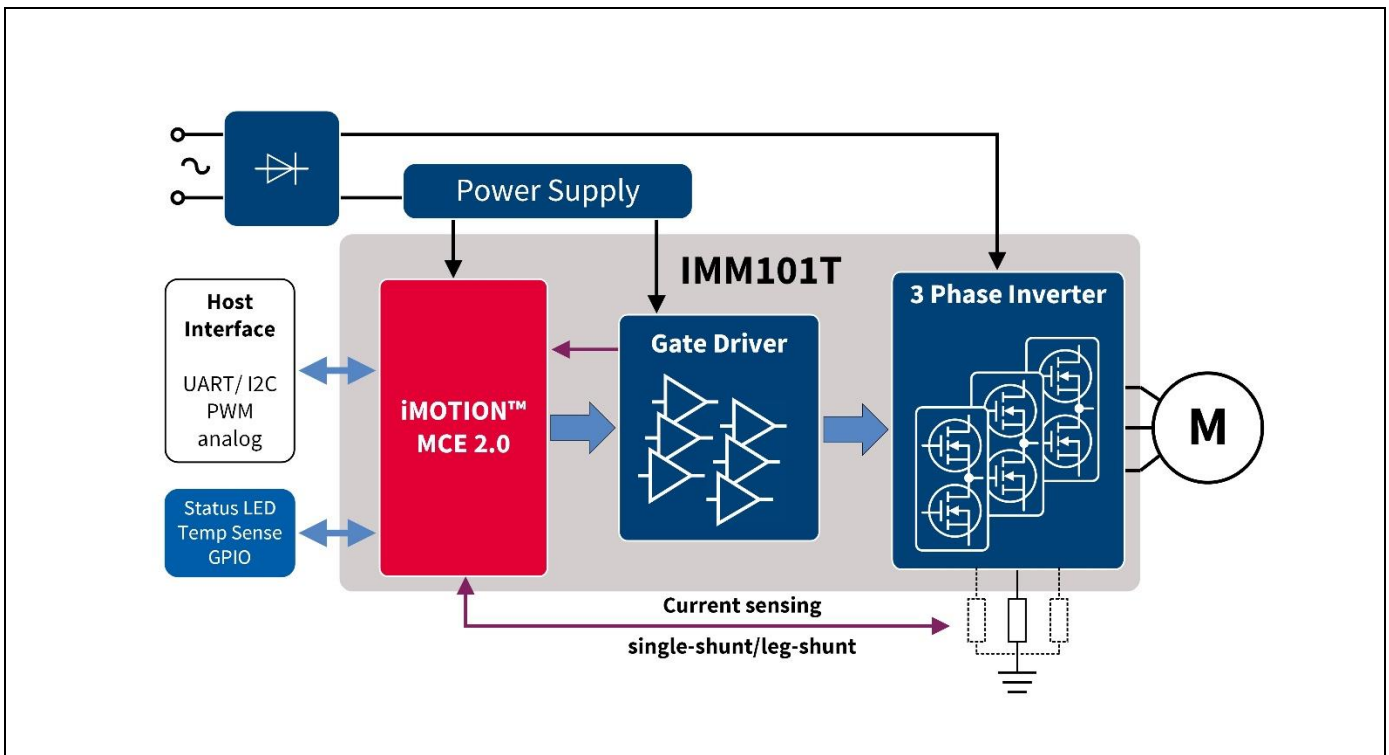 Power Supply
IMM101T
Host
Interface
UART/ I2C
PWM
analog
Status LED
Temp Sense
GPIO
iMOTION™
MCE 2.0
Gate Driver
3 Phase Inverter
M
Current sensing
single-shunt/leg-shunt